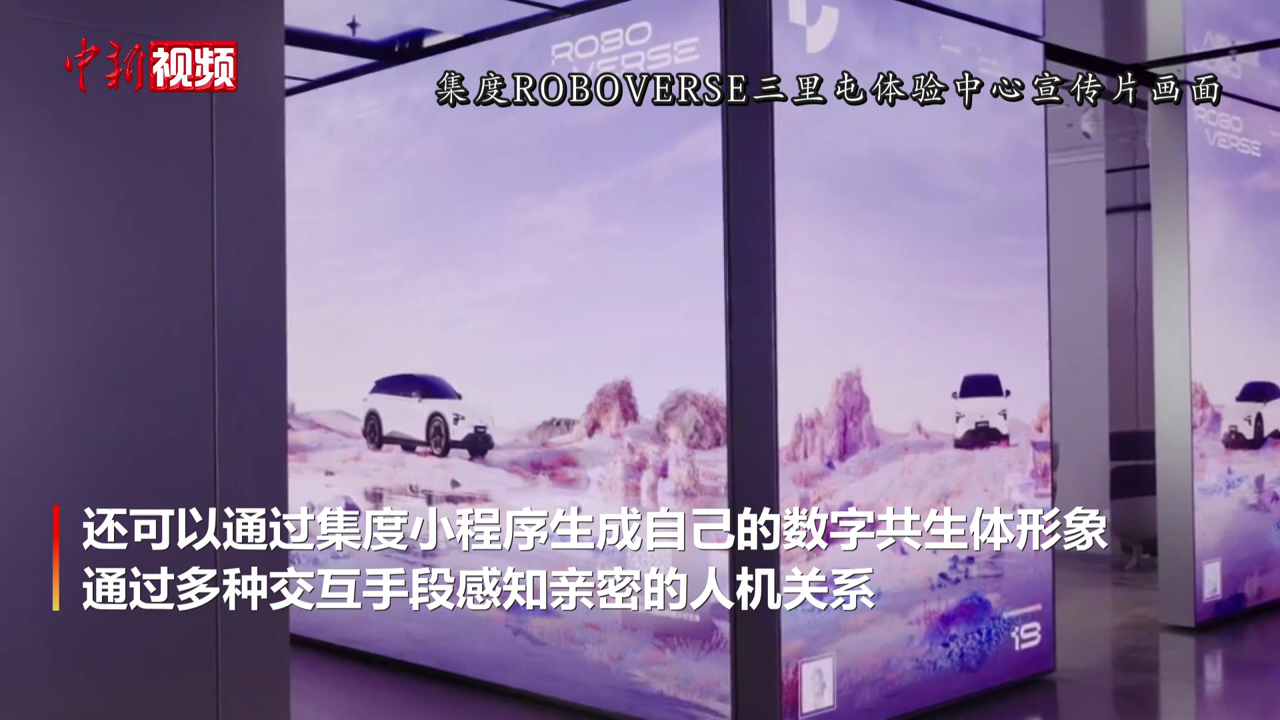 中新视频
集度ROBOVERSE三里屯体验中心宣传片画面
ROBO
VERSE
ROBO
VERSE
还可以通过集度小程序生成自己的数字共生体形象
通过多种交互手段感知亲密的人机关系